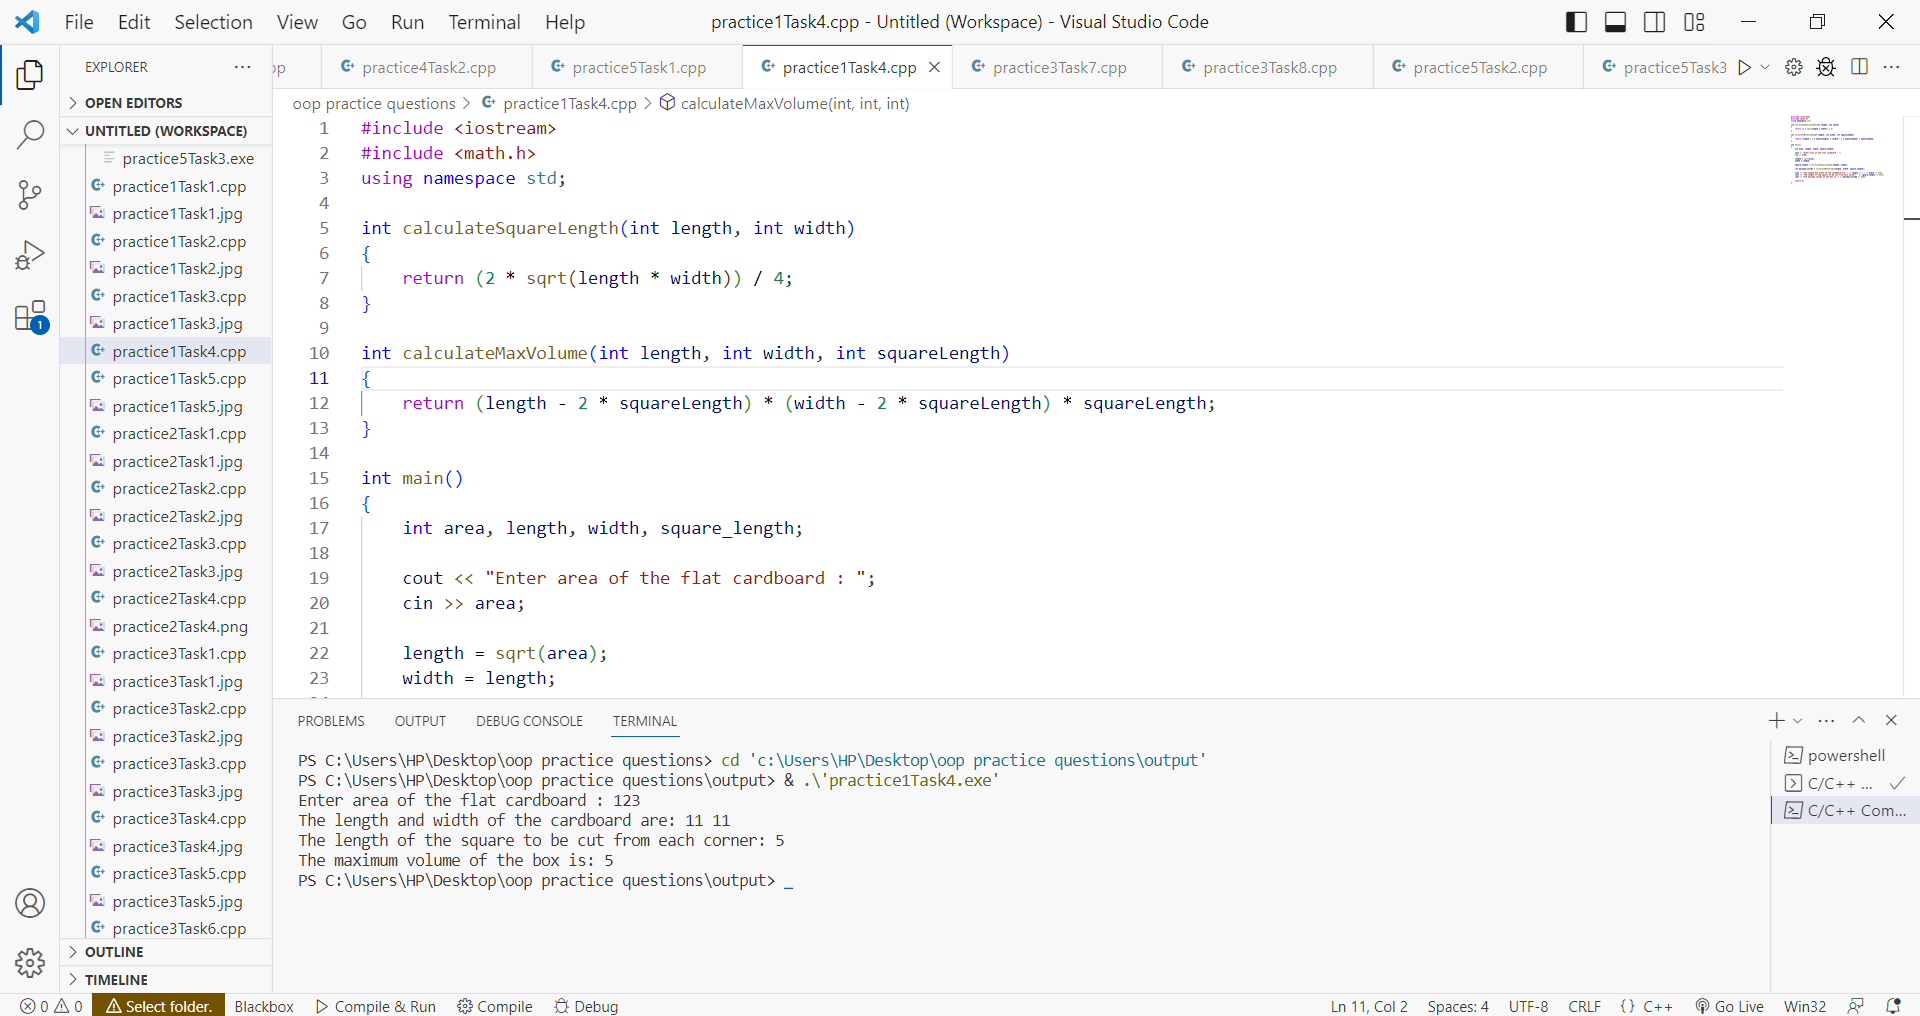 File Edit Selection View Go Run Terminal Help practice1Task4.cpp - Untitled (Workspace) - Visual Studio Code
EXPLORER
OPEN EDITORS
UNTITLED (WORKSPACE)
practice5Task3.exe
practice1Task1.cpp
practice1Task1.jpg
practice1Task2.cpp
practice1Task2.jpg
practice1Task3.cpp
practice1Task3.jpg
practice1Task4.cpp
practice1Task5.cpp
practice1Task5.jpg
practice2Task1.cpp
practice2Task1.jpg
practice2Task2.cpp
practice2Task2.jpg
practice2Task3.cpp
practice2Task3.jpg
practice2Task4.cpp
practice2Task4.png
practice3Task1.cpp
practice3Task1.jpg
practice3Task2.cpp
practice3Task2.jpg
practice3Task3.cpp
practice3Task3.jpg
practice3Task4.cpp
practice3Task4.jpg
practice3Task5.cpp
practice3Task5.jpg
practice3Task6.cpp
OUTLINE
TIMELINE
1
pp practice4Task2.cpp practice5Task1.cpp practice1Task4.cpp practice3Task7.cpp practice3Task8.cpp practice5Task2.cpp practice5Task3
oop practice questions > practice1Task4.cpp > calculateMaxVolume(int, int, int)
1 #include <iostream>
2 #include <math.h>
3 using namespace std;
4
5 int calculateSquareLength(int length, int width)
6 {
7 return (2 * sqrt(length * width)) / 4;
8 }
9
10 int calculateMaxVolume(int length, int width, int squareLength)
11 {
12 return (length - 2 * squareLength) * (width - 2 * squareLength) * squareLength;
13 }
14
15 int main()
16 {
17 int area, length, width, square_length;
18
19 cout << "Enter area of the flat cardboard : ";
20 cin >> area;
21
22 length = sqrt(area);
23 width = length;
PROBLEMS OUTPUT DEBUG CONSOLE TERMINAL
PS C:\Users\HP\Desktop\oop practice questions> cd 'c:\Users\HP\Desktop\oop practice questions\output'
PS C:\Users\HP\Desktop\oop practice questions\output> & .\'practice1Task4.exe'
Enter area of the flat cardboard : 123
The length and width of the cardboard are: 11 11
The length of the square to be cut from each corner: 5
The maximum volume of the box is: 5
PS C:\Users\HP\Desktop\oop practice questions\output> _
powershell
C/C++ ...
C/C++ Com...
0 0 Select folder. Blackbox Compile & Run Compile Debug Ln 11, Col 2 Spaces: 4 UTF-8 CRLF {} C++ Go Live Win32